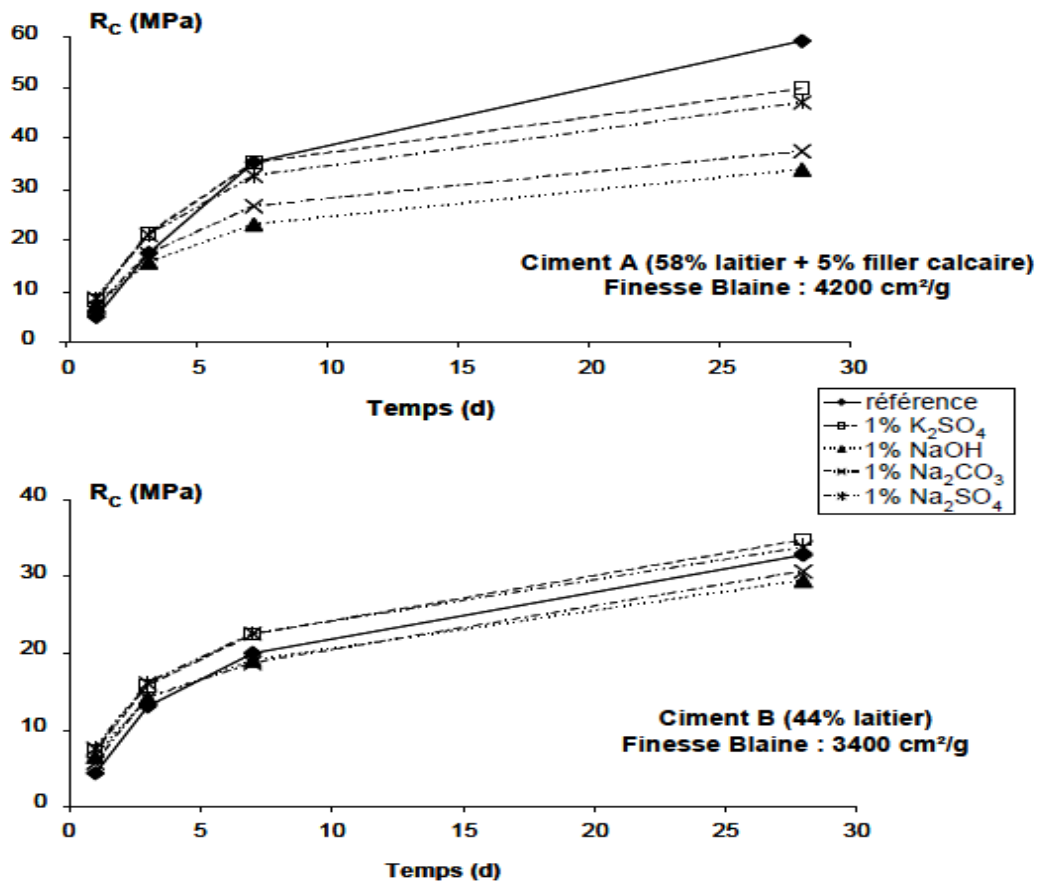 R_C (MPa)
60
50
40
30
20
10
0
Ciment A (58% laitier + 5% filler calcaire)
Finesse Blaine : 4200 cm²/g
0 5 10 15 20 25 30
Temps (d)
référence
1% K₂SO₄
1% NaOH
1% Na₂CO₃
1% Na₂SO₄
R_C (MPa)
40
30
20
10
0
Ciment B (44% laitier)
Finesse Blaine : 3400 cm²/g
0 5 10 15 20 25 30
Temps (d)